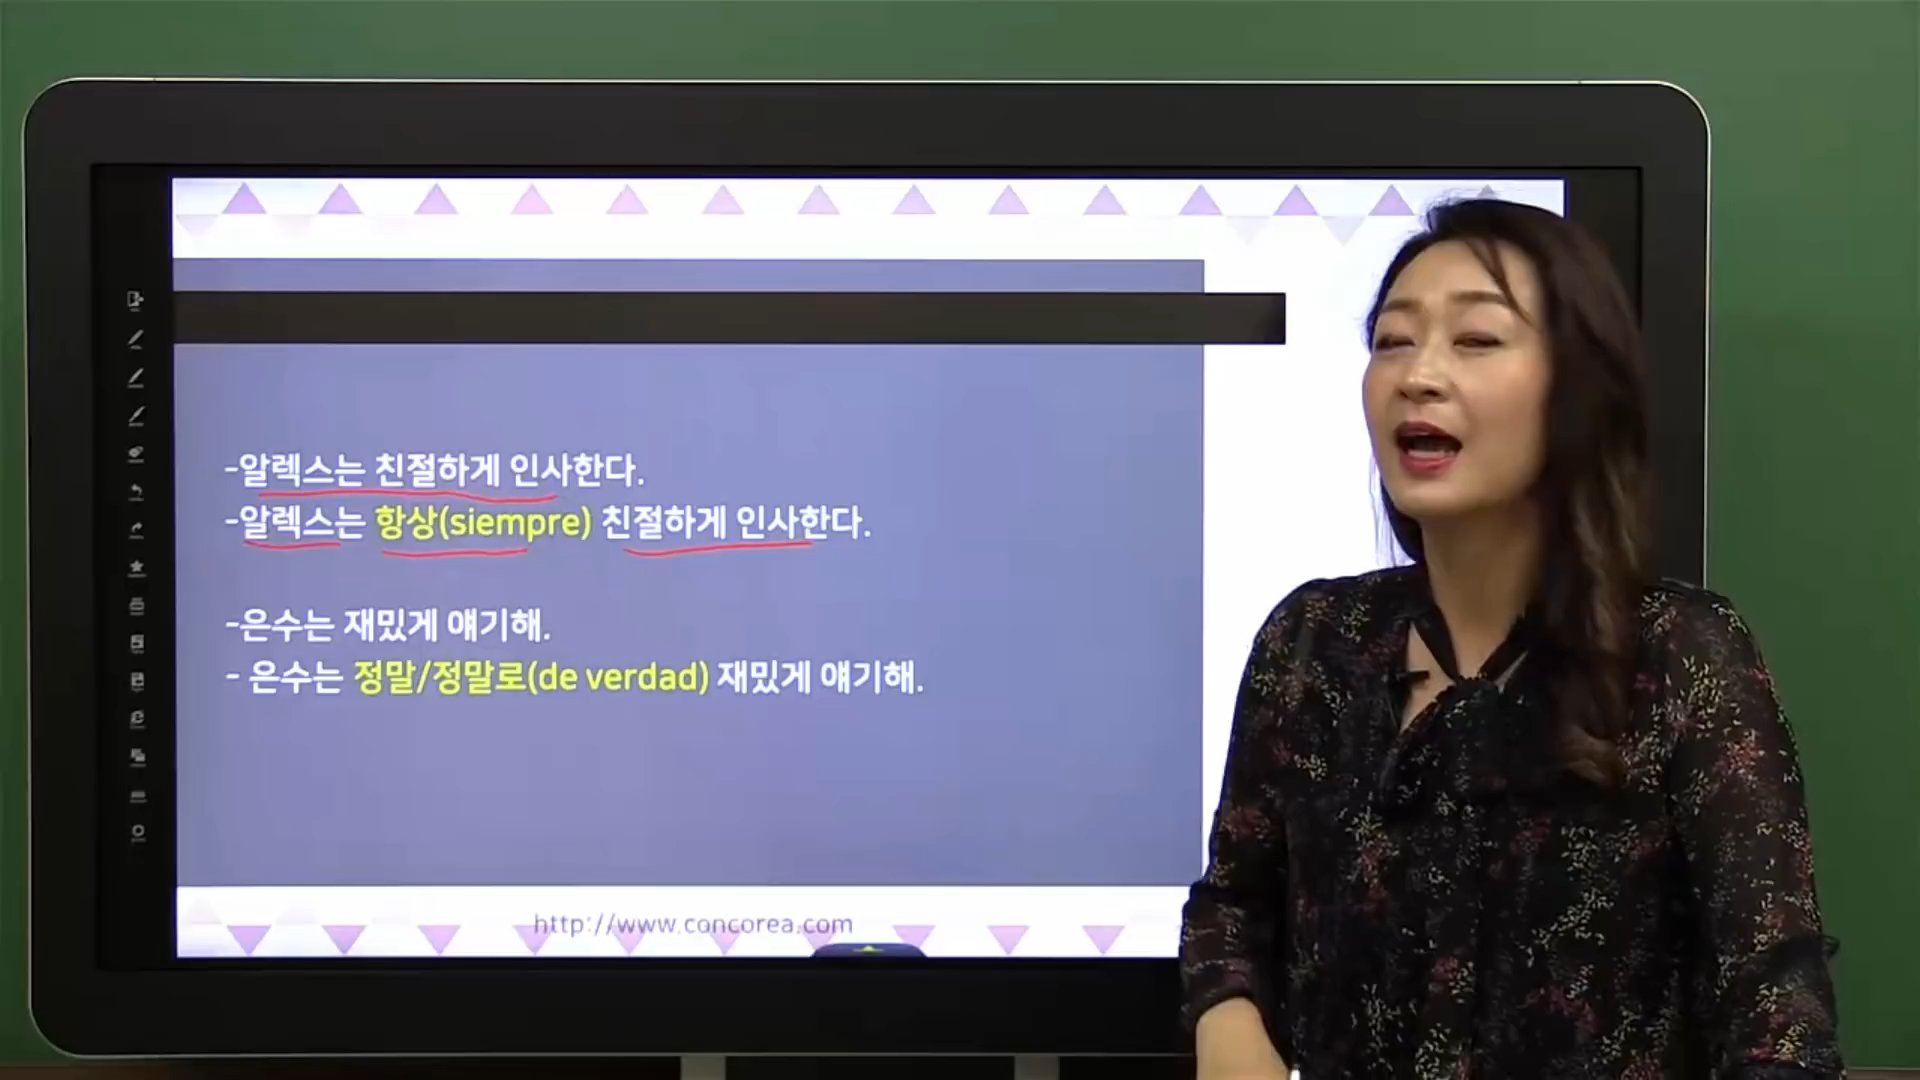 -알렉스는 친절하게 인사한다.
-알렉스는 항상(siempre) 친절하게 인사한다.
-은수는 재밌게 얘기해.
- 은수는 정말/정말로(de verdad) 재밌게 얘기해.
http://www.concorea.com